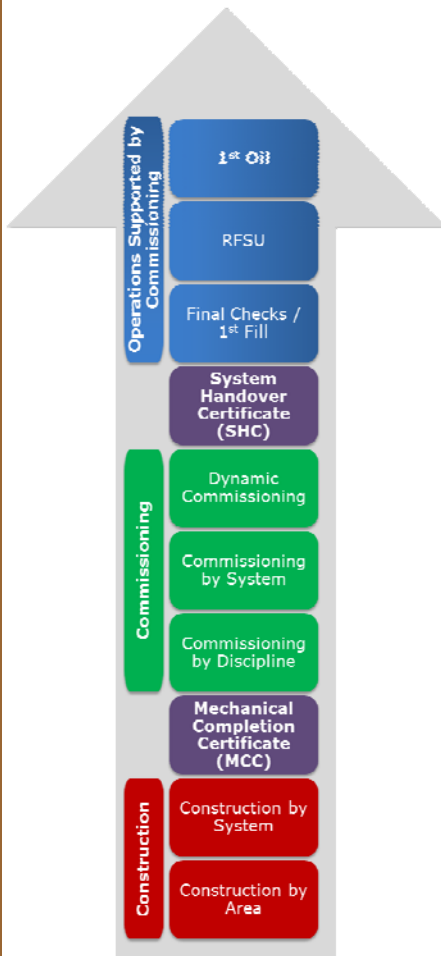 Operations Supported by
Commissioning
1st Oil
RFSU
Final Checks /
1st Fill
System
Handover
Certificate
(SHC)
Commissioning
Dynamic
Commissioning
Commissioning
by System
Commissioning
by Discipline
Mechanical
Completion
Certificate
(MCC)
Construction
Construction by
System
Construction by
Area